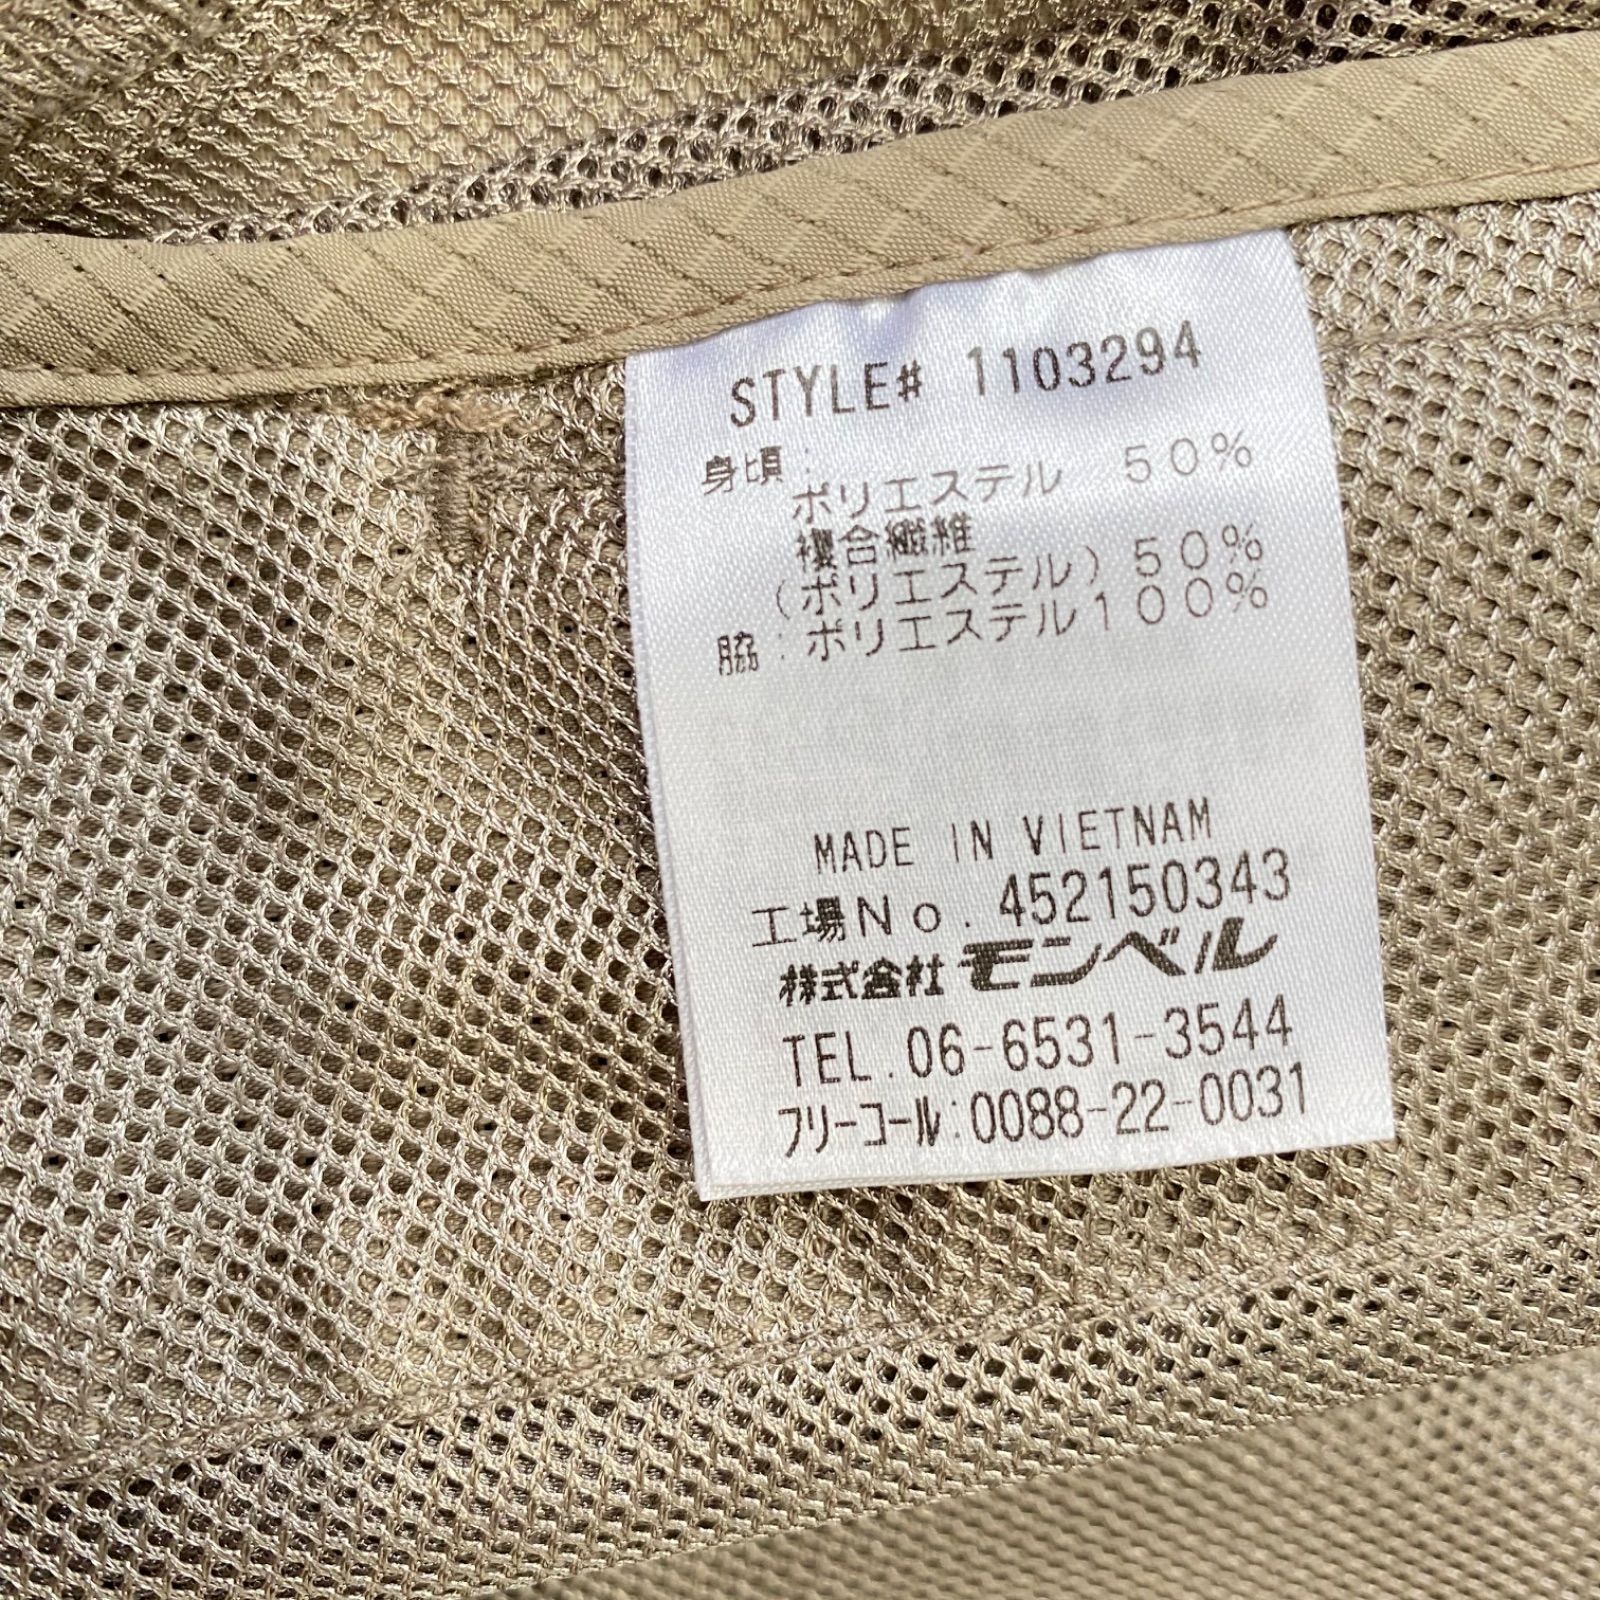 STYLE# 1103294
身頃:
ポリエステル 50%
複合繊維
(ポリエステル)50%
脇:ポリエステル100%
MADE IN VIETNAM
工場No.452150343
株式会社モンベル
TEL.06-6531-3544
フリーコール:0088-22-0031